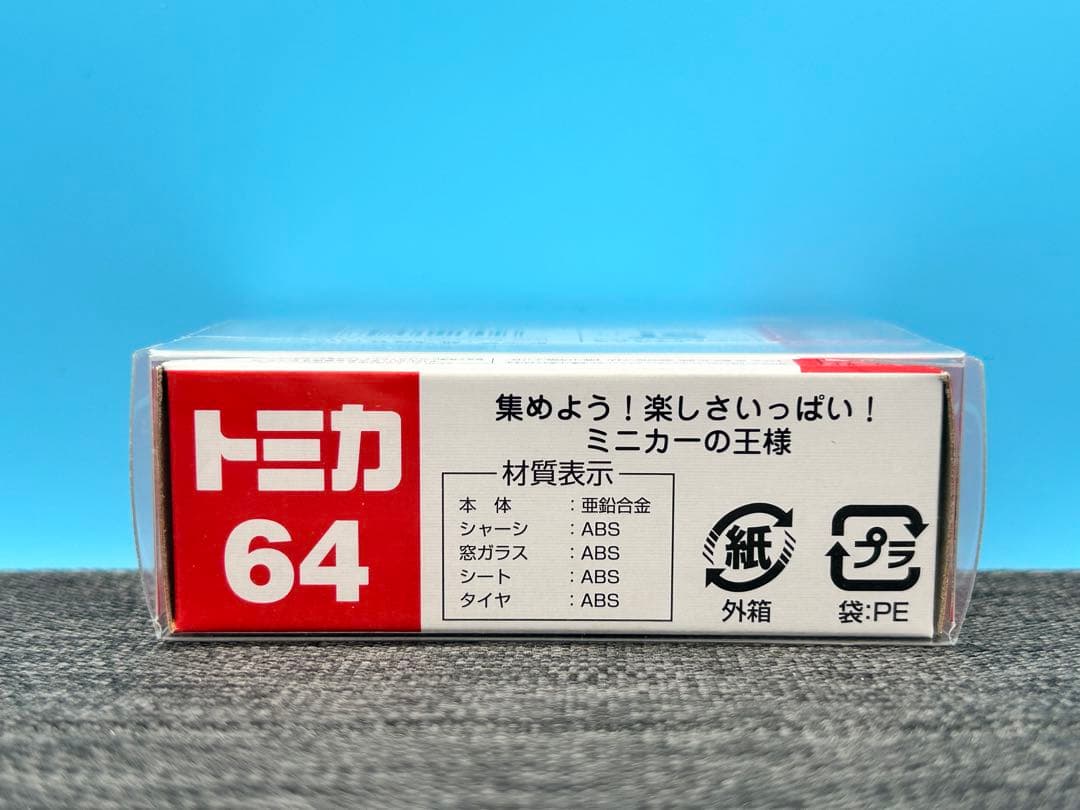 トミカ
64
集めよう!楽しさいっぱい!
ミニカーの王様
材質表示
本 体 :亜鉛合金
シャーシ :ABS
窓ガラス :ABS
シート :ABS
タイヤ :ABS
紙
外箱
プラ
袋:PE